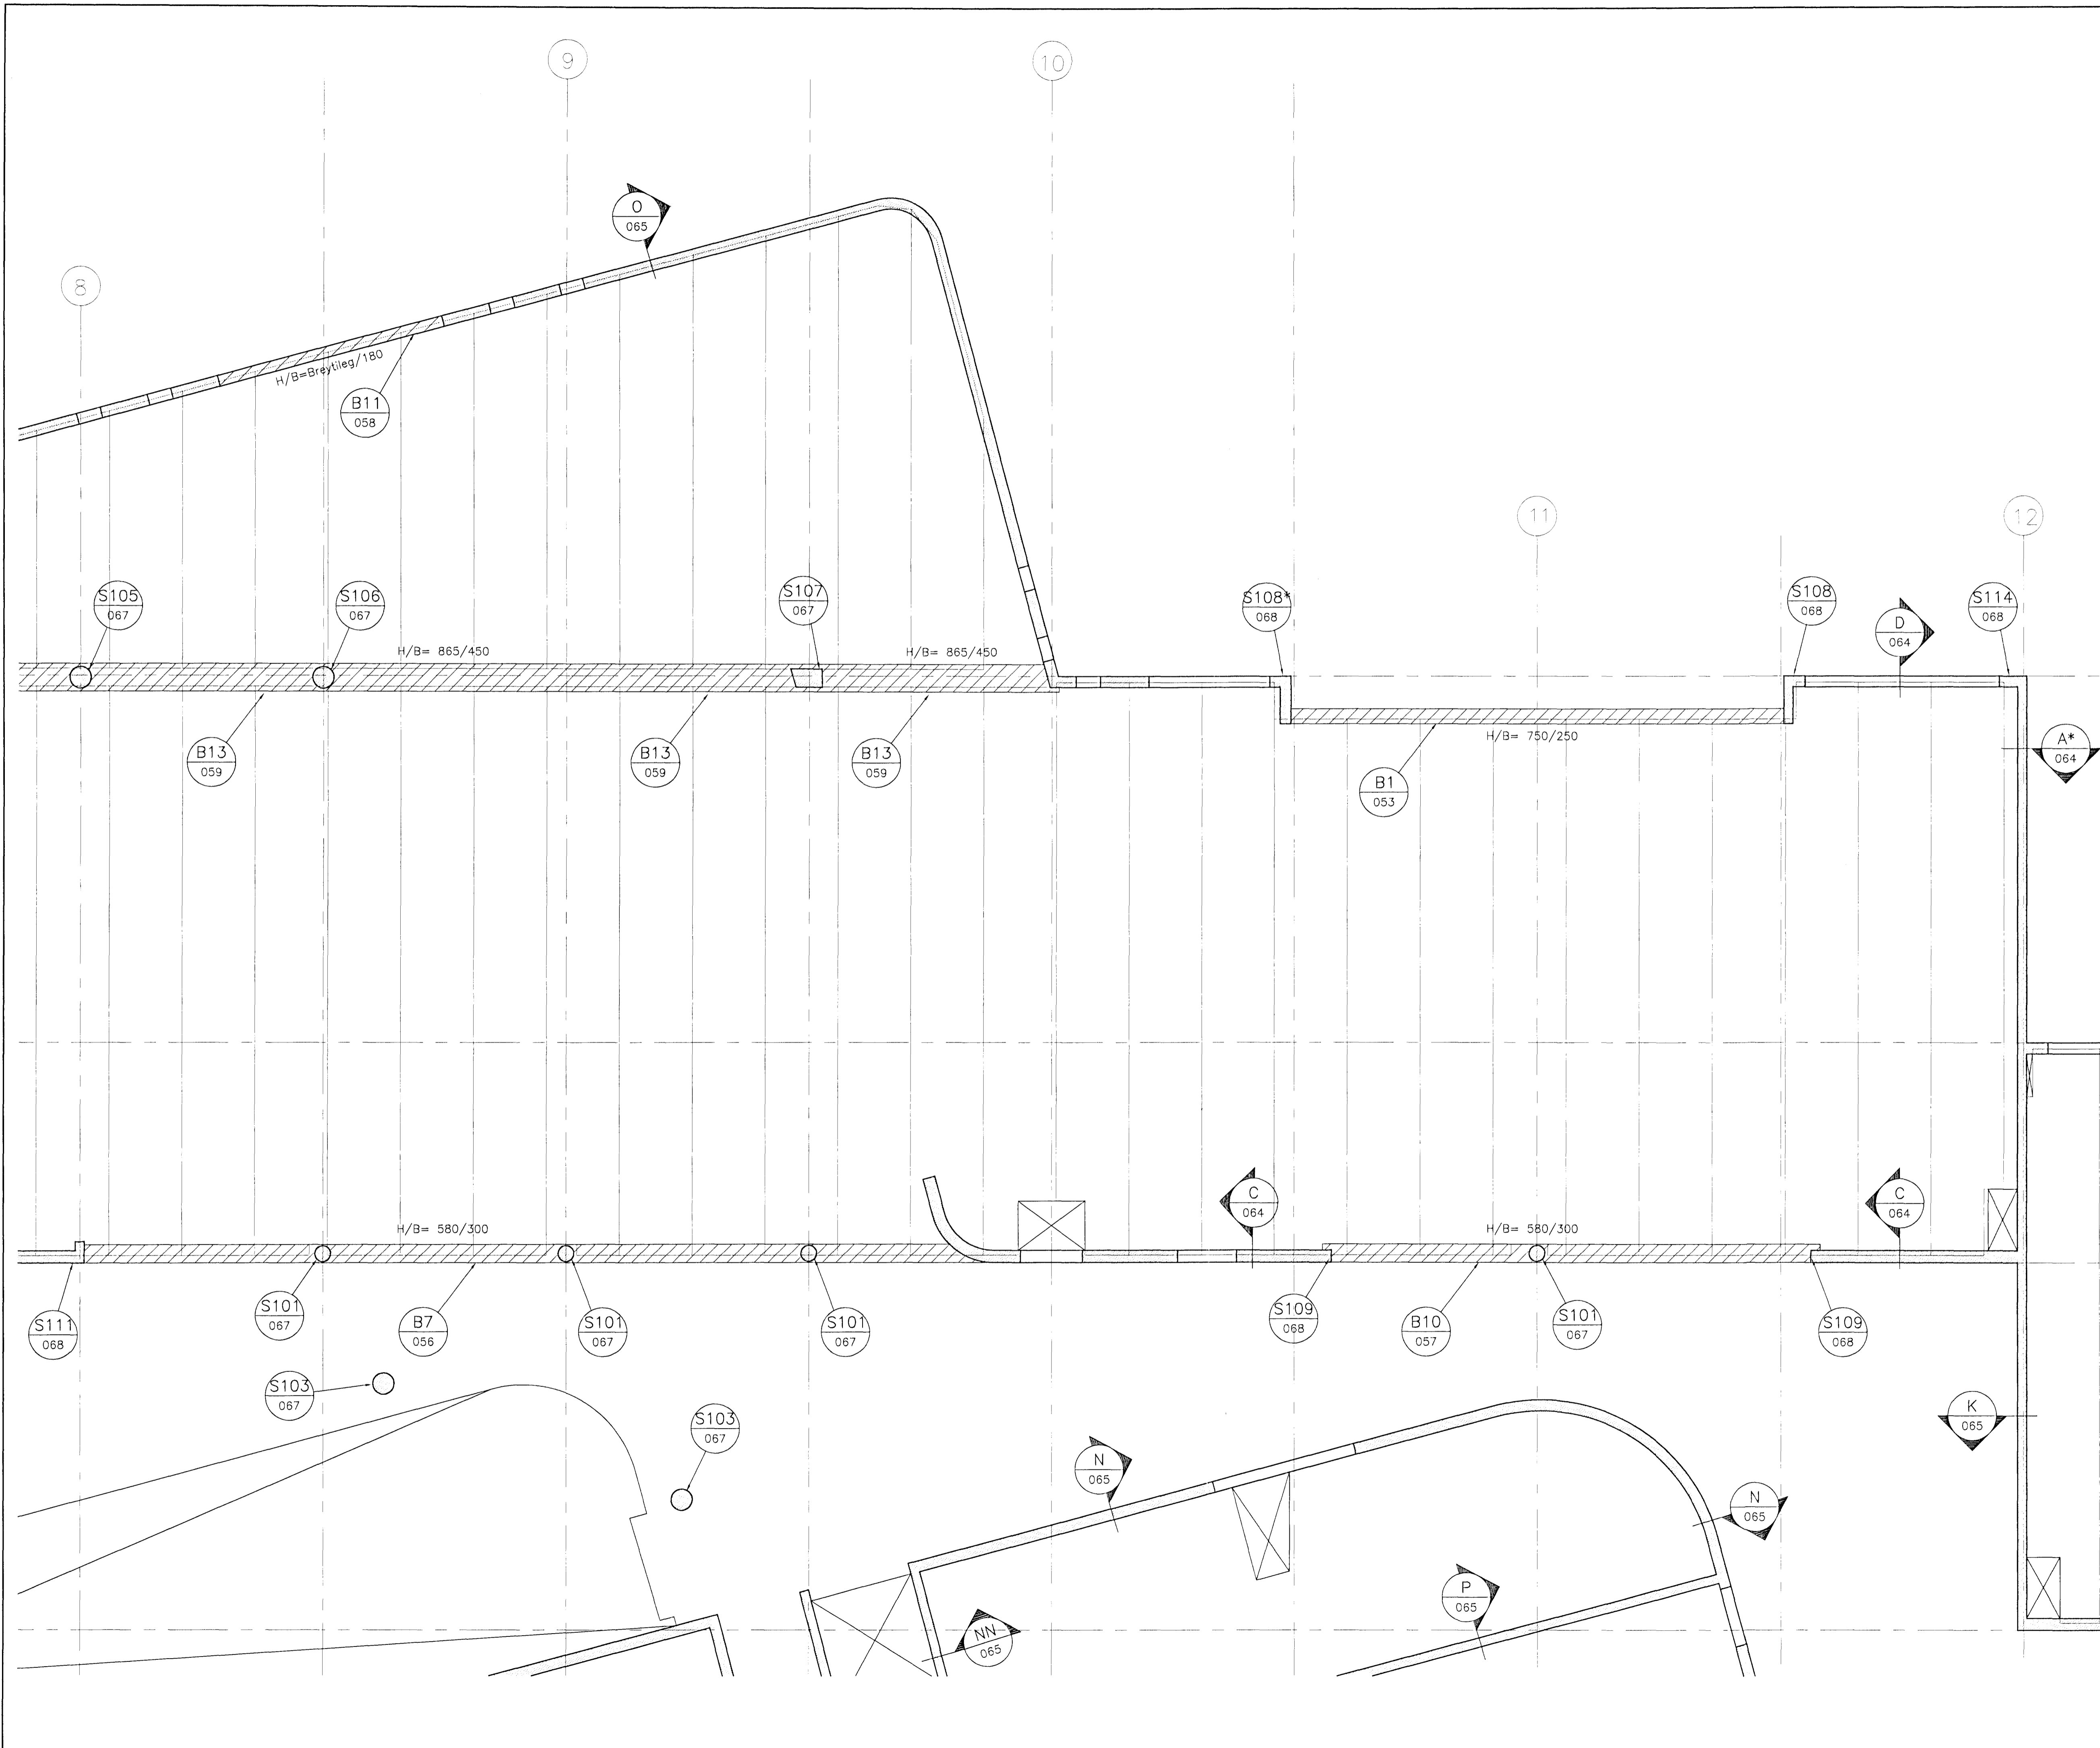 9
10
O
065
8
H/B=Breytileg/180
B11
058
11
12
S105
067
S106
067
S107
067
S108*
068
S108
068
D
064
S114
068
H/B= 865/450
H/B= 865/450
H/B= 750/250
B13
059
B13
059
B13
059
B1
053
A*
064
C
064
C
064
H/B= 580/300
H/B= 580/300
S111
068
S101
067
B7
056
S101
067
S101
067
S109
068
B10
057
S101
067
S109
068
S103
067
S103
067
K
065
N
065
N
065
P
065
NN
065